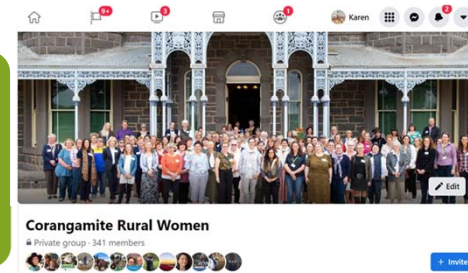 9+
3
1
Karen
2
Edit
Corangamite Rural Women
Private group · 341 members
+ Invite